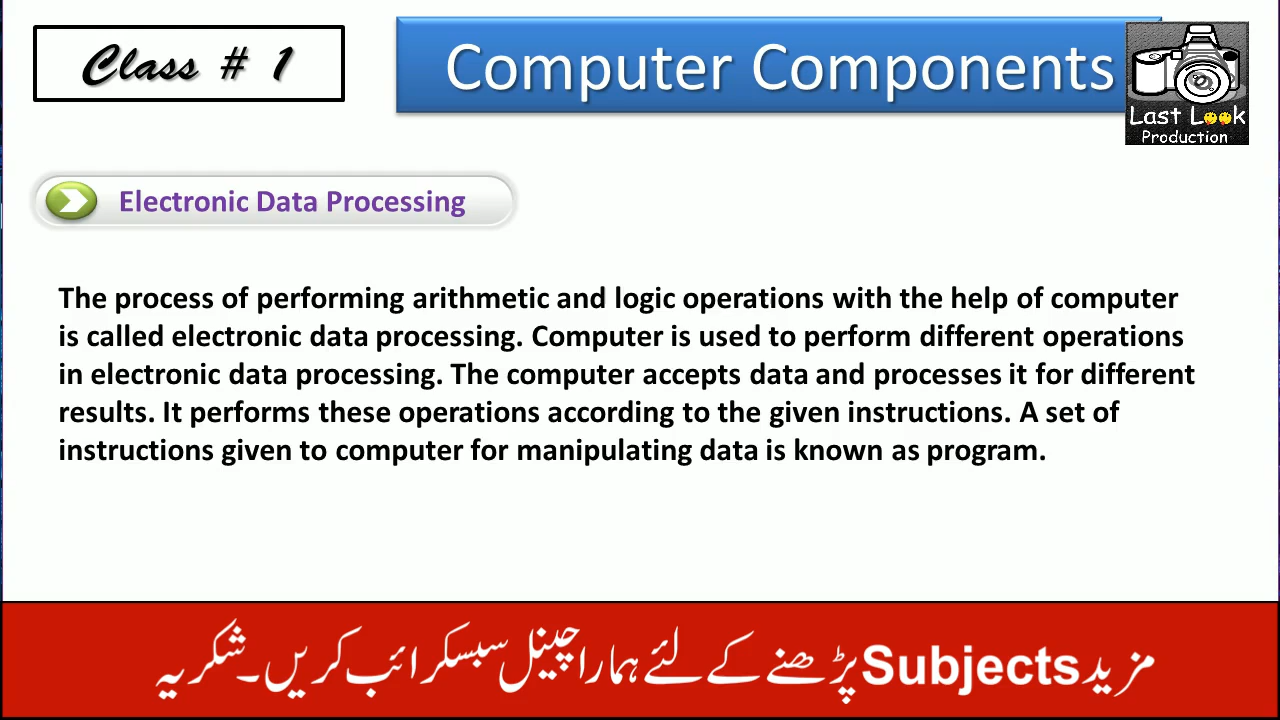 Class # 1
Computer Components
Last Look
Production
Electronic Data Processing
The process of performing arithmetic and logic operations with the help of computer
is called electronic data processing. Computer is used to perform different operations
in electronic data processing. The computer accepts data and processes it for different
results. It performs these operations according to the given instructions. A set of
instructions given to computer for manipulating data is known as program.
مزید Subjects پڑھنے کے لئے ہمارا چینل سبسکرائب کریں۔ شکریہ